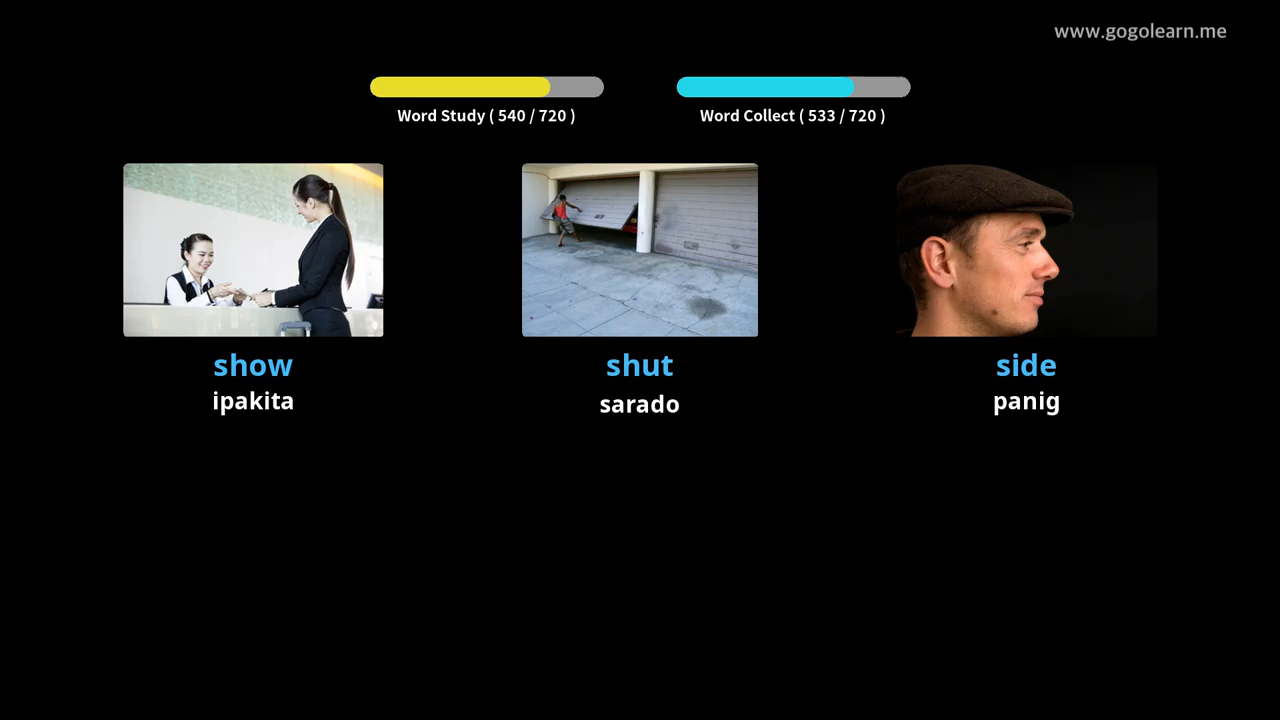 www.gogolearn.me
Word Study ( 540 / 720 )
Word Collect ( 533 / 720 )
show
ipakita
shut
sarado
side
panig